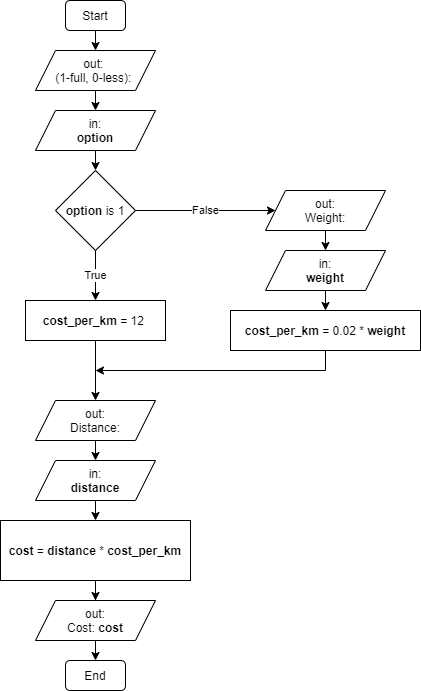 Start
out:
(1-full, 0-less):
in:
option
option is 1
False
out:
Weight:
in:
weight
True
cost_per_km = 12
cost_per_km = 0.02 * weight
out:
Distance:
in:
distance
cost = distance * cost_per_km
out:
Cost: cost
End